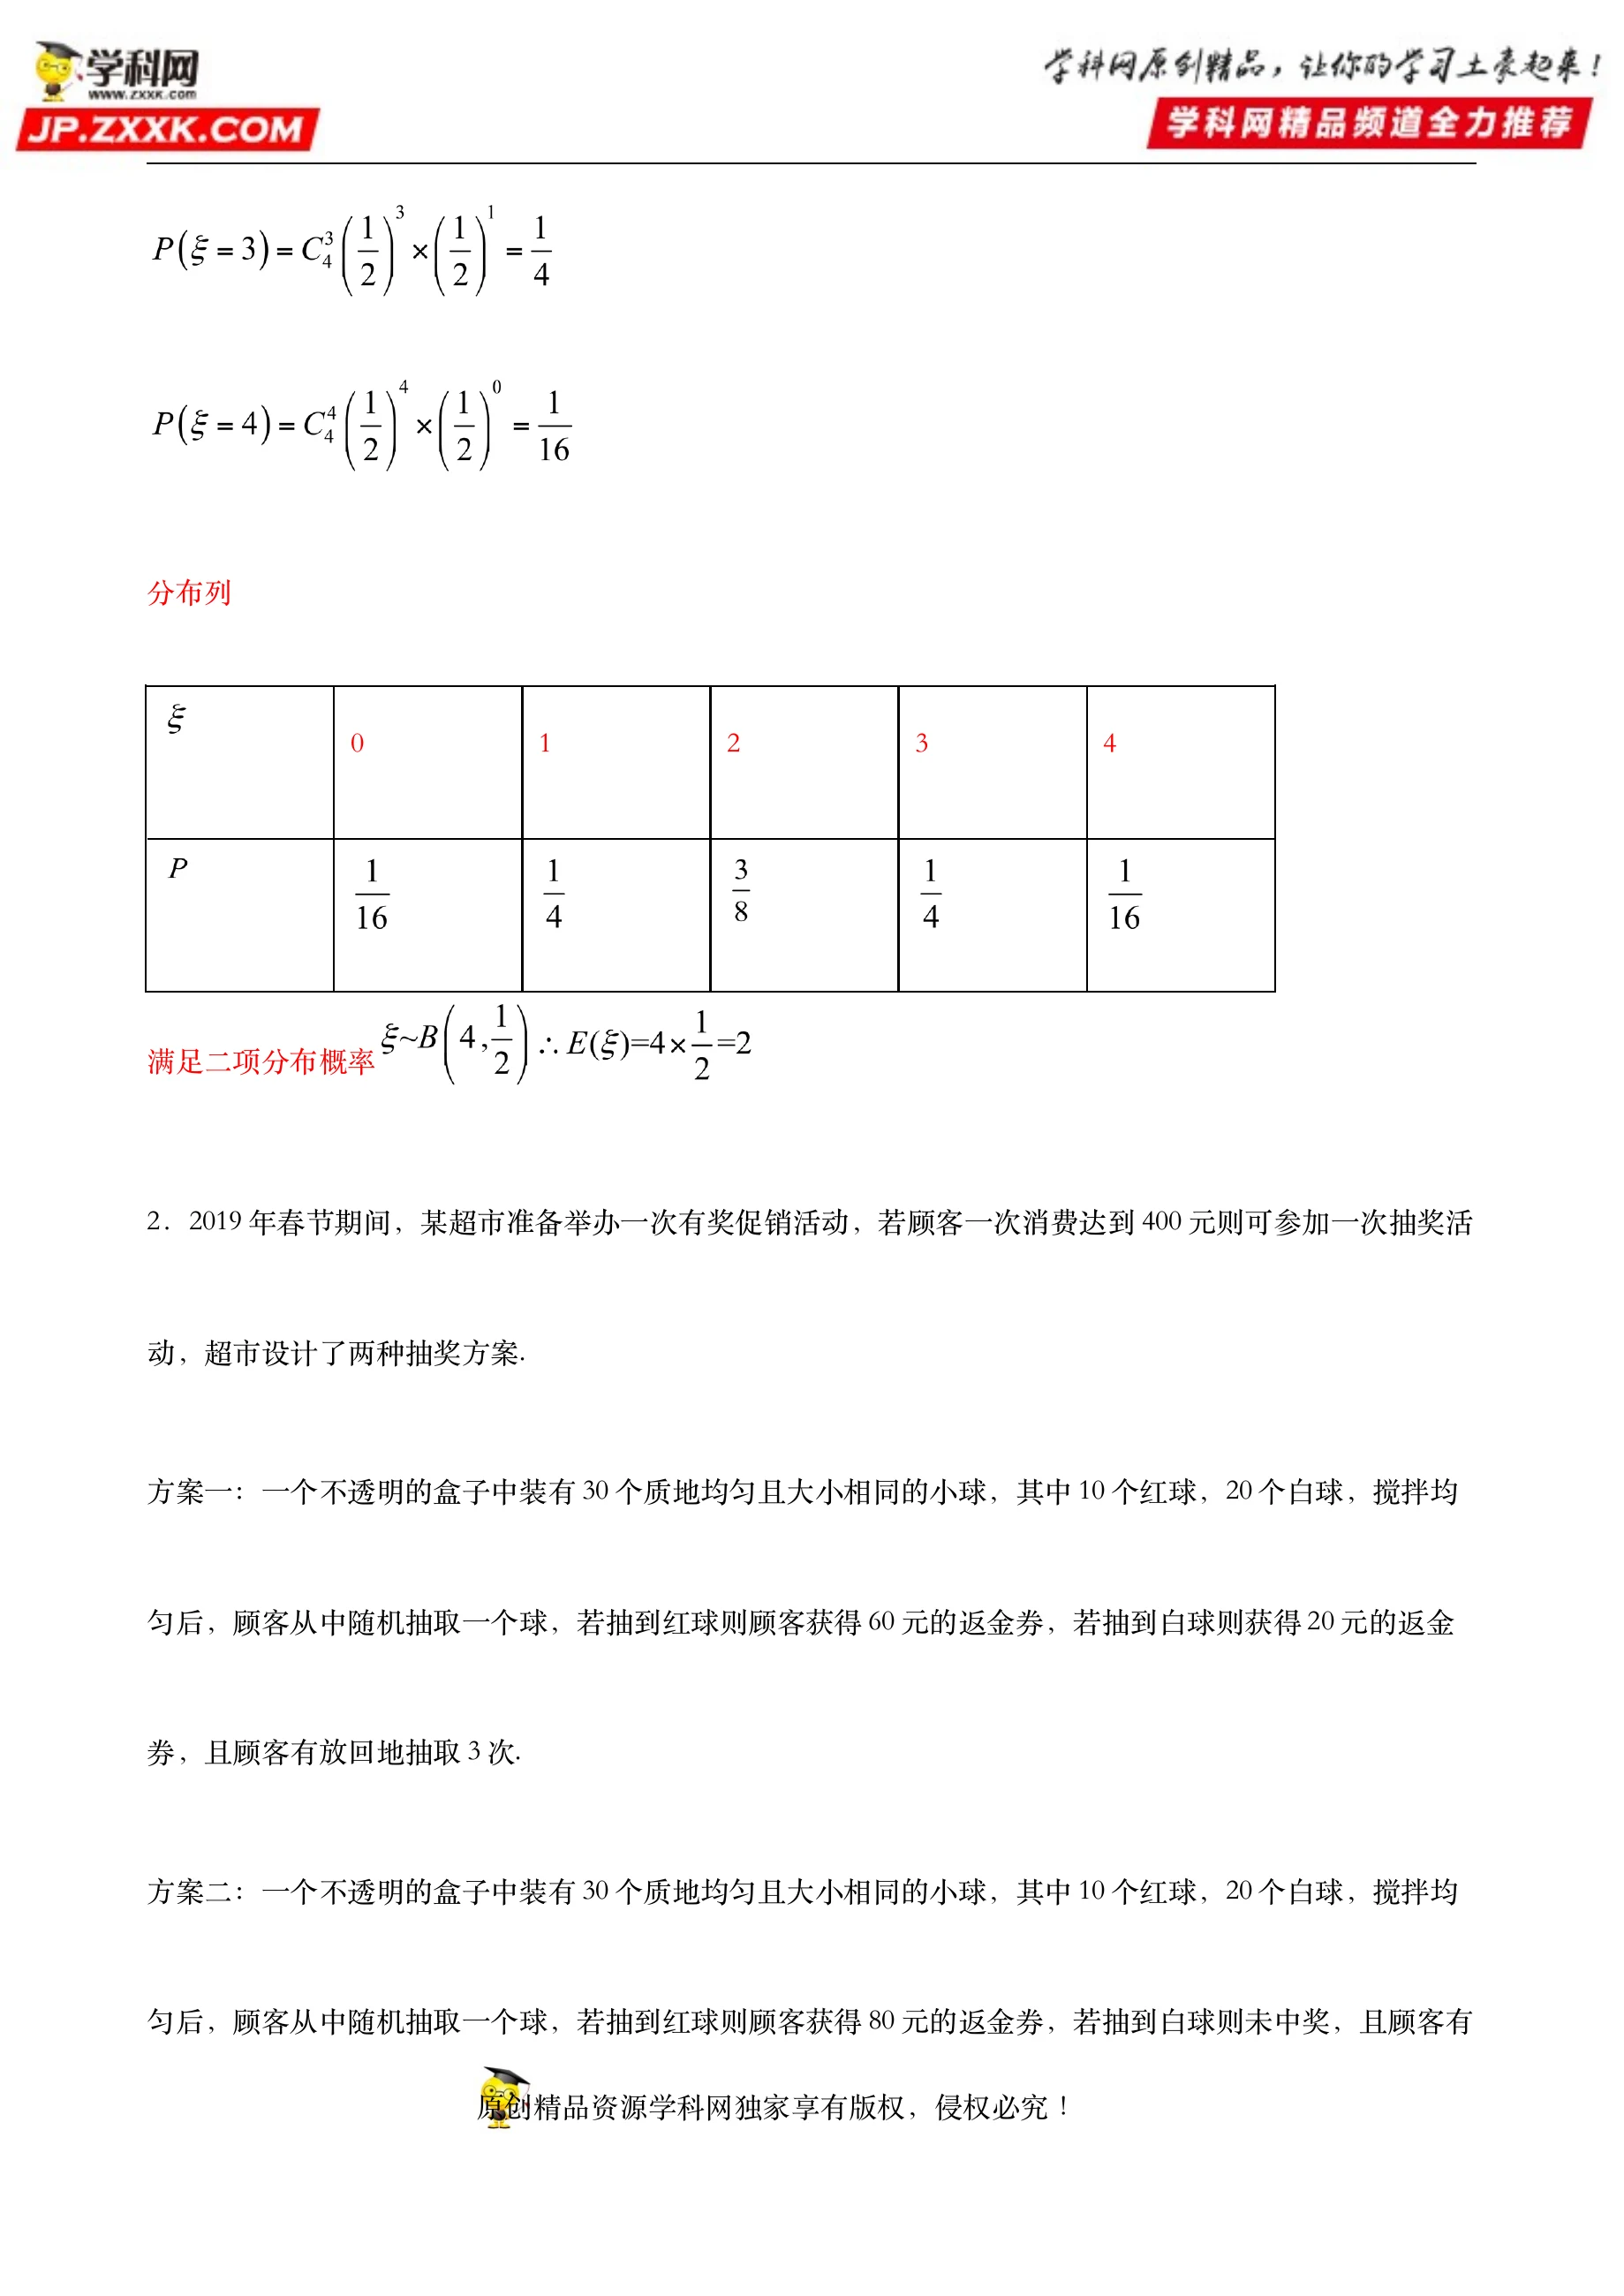 学科网
www.zxxk.com
JP.ZXXK.COM
学科网原创精品，让你的学习土豪起来！
学科网精品频道全力推荐
P(ξ=3)=C₄³(1/2)³×(1/2)¹=1/4
P(ξ=4)=C₄⁴(1/2)⁴×(1/2)⁰=1/16
分布列
ξ 0 1 2 3 4
P 1/16 1/4 3/8 1/4 1/16
满足二项分布概率 ξ~B(4,1/2) ∴E(ξ)=4×1/2=2
2．2019 年春节期间，某超市准备举办一次有奖促销活动，若顾客一次消费达到 400 元则可参加一次抽奖活
动，超市设计了两种抽奖方案.
方案一：一个不透明的盒子中装有 30 个质地均匀且大小相同的小球，其中 10 个红球，20 个白球，搅拌均
匀后，顾客从中随机抽取一个球，若抽到红球则顾客获得 60 元的返金券，若抽到白球则获得 20 元的返金
券，且顾客有放回地抽取 3 次.
方案二：一个不透明的盒子中装有 30 个质地均匀且大小相同的小球，其中 10 个红球，20 个白球，搅拌均
匀后，顾客从中随机抽取一个球，若抽到红球则顾客获得 80 元的返金券，若抽到白球则未中奖，且顾客有
原创精品资源学科网独家享有版权，侵权必究！